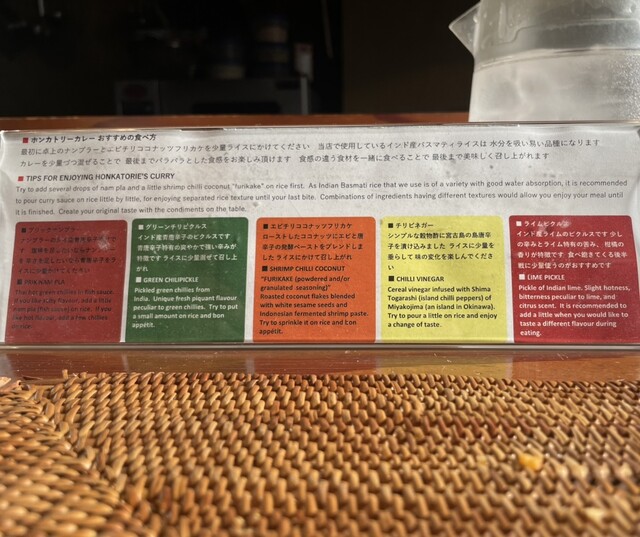 ■ ホンカトリーカレー おすすめの食べ方
最初に卓上のナンプラーとエビチリココナッツフリカケを少量ライスにかけてください 当店で使用しているインド産バスマティライスは 水分を吸い易い品種になります
カレーを少量づつ混ぜることで 最後までパラパラとした食感をお楽しみ頂けます 食感の違う食材を一緒に食べることで 最後まで美味しく召し上がれます
■ TIPS FOR ENJOYING HONKATORIE'S CURRY
Try to add several drops of nam pla and a little shrimp chilli coconut "furikake" on rice first. As Indian Basmati rice that we use is of a variety with good water absorption, it is recommended
to pour curry sauce on rice little by little, for enjoying separated rice texture until your last bite. Combinations of ingredients having different textures would allow you enjoy your meal until
it is finished. Create your original taste with the condiments on the table.
■ プリッキーナンプラー
■ PRIK NAM PLA
■ グリーンチリピクルス
インド産青唐辛子のピクルスです
青唐辛子特有の爽やかで強い辛みが
特徴です ライスに少量混ぜて召し上
がれ
■ GREEN CHILIPICKLE
Pickled green chillies from
India. Unique fresh piquant flavour
peculiar to green chillies. Try to put
a small amount on rice and bon
appétit.
■ エビチリココナッツフリカケ
ローストしたココナッツにエビと唐
辛子の発酵ペーストをブレンドしま
した ライスにかけて召し上がれ
■ SHRIMP CHILLI COCONUT
"FURIKAKE (powdered and/or
granulated seasoning)"
Roasted coconut flakes blended
with white sesame seeds and
Indonesian fermented shrimp paste.
Try to sprinkle it on rice and bon
appétit.
■ チリビネガー
シンプルな穀物酢に宮古島の島唐辛
子を漬け込みました ライスに少量を
垂らして 味の変化を楽しんでくださ
い
■ CHILLI VINEGAR
Cereal vinegar infused with Shima
Togarashi (island chilli peppers) of
Miyakojima (an island in Okinawa).
Try to pour a little on rice and enjoy
a change of taste.
■ ライムピクルス
インド産ライムのピクルスです 少し
の辛みとライム特有の苦み、柑橘
の香りが特徴です 食べ飽きてくる後半
戦に少量使うのがおすすめです
■ LIME PICKLE
Pickle of Indian lime. Slight hotness,
bitterness peculiar to lime, and
citrus scent. It is recommended to
add a little when you would like to
taste a different flavour during
eating.